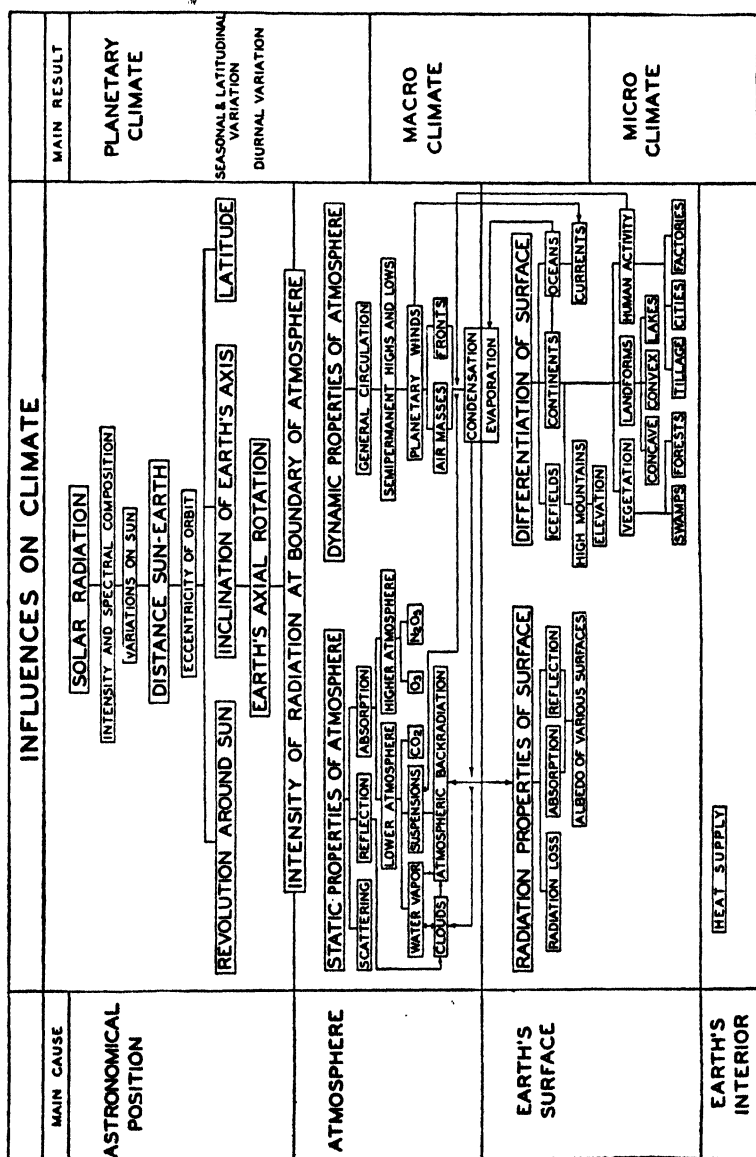 INFLUENCES ON CLIMATE
MAIN CAUSE
MAIN RESULT
ASTRONOMICAL
POSITION
SOLAR RADIATION
INTENSITY AND SPECTRAL COMPOSITION
VARIATIONS ON SUN
DISTANCE SUN-EARTH
ECCENTRICITY OF ORBIT
REVOLUTION AROUND SUN
INCLINATION OF EARTH'S AXIS
LATITUDE
EARTH'S AXIAL ROTATION
PLANETARY
CLIMATE
SEASONAL & LATITUDINAL
VARIATION
DIURNAL VARIATION
INTENSITY OF RADIATION AT BOUNDARY OF ATMOSPHERE
ATMOSPHERE
STATIC PROPERTIES OF ATMOSPHERE
SCATTERING
REFLECTION
ABSORPTION
LOWER ATMOSPHERE
HIGHER ATMOSPHERE
WATER VAPOR
SUSPENSIONS
CO2
O3
N2O5
CLOUDS
ATMOSPHERIC BACKRADIATION
DYNAMIC PROPERTIES OF ATMOSPHERE
GENERAL CIRCULATION
SEMIPERMANENT HIGHS AND LOWS
PLANETARY WINDS
AIR MASSES
FRONTS
CONDENSATION
EVAPORATION
MACRO
CLIMATE
EARTH'S
SURFACE
RADIATION PROPERTIES OF SURFACE
RADIATION LOSS
ABSORPTION
REFLECTION
ALBEDO OF VARIOUS SURFACES
DIFFERENTIATION OF SURFACE
ICEFIELDS
CONTINENTS
OCEANS
HIGH MOUNTAINS
CURRENTS
ELEVATION
VEGETATION
LANDFORMS
HUMAN ACTIVITY
CONCAVE
CONVEX
LAKES
SWAMPS
FORESTS
TILLAGE
CITIES
FACTORIES
MICRO
CLIMATE
EARTH'S
INTERIOR
HEAT SUPPLY